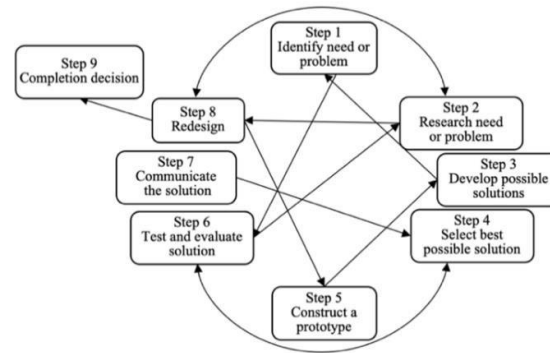 Step 1
Identify need or
problem
Step 2
Research need
or problem
Step 3
Develop possible
solutions
Step 4
Select best
possible solution
Step 5
Construct a
prototype
Step 6
Test and evaluate
solution
Step 7
Communicate
the solution
Step 8
Redesign
Step 9
Completion decision